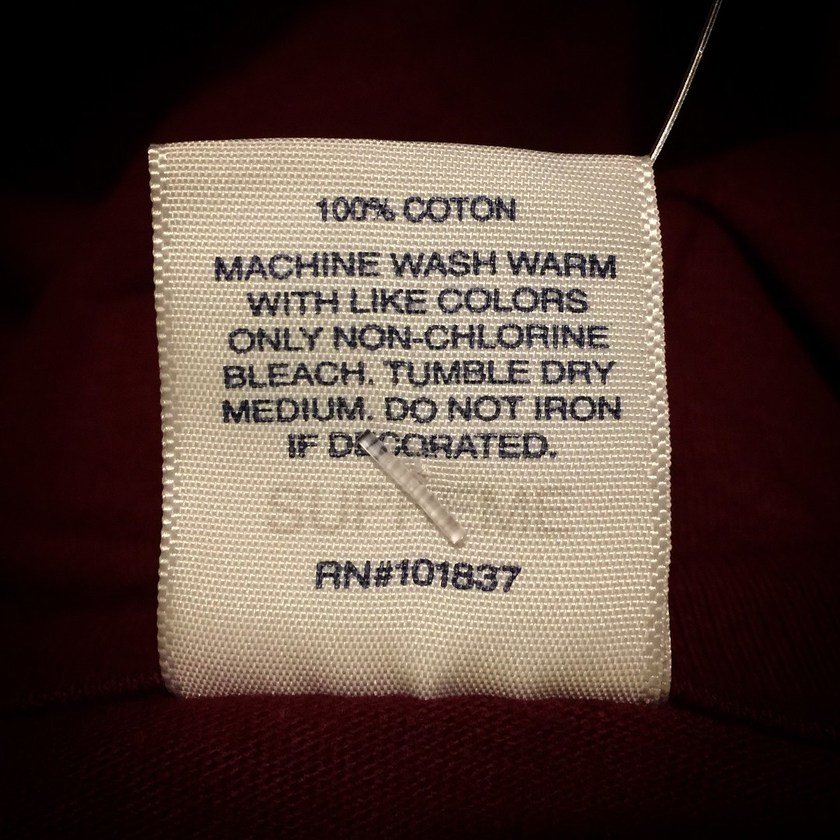 100% COTON
MACHINE WASH WARM
WITH LIKE COLORS
ONLY NON-CHLORINE
BLEACH. TUMBLE DRY
MEDIUM. DO NOT IRON
IF DECORATED.
SUPREME
RN#101837